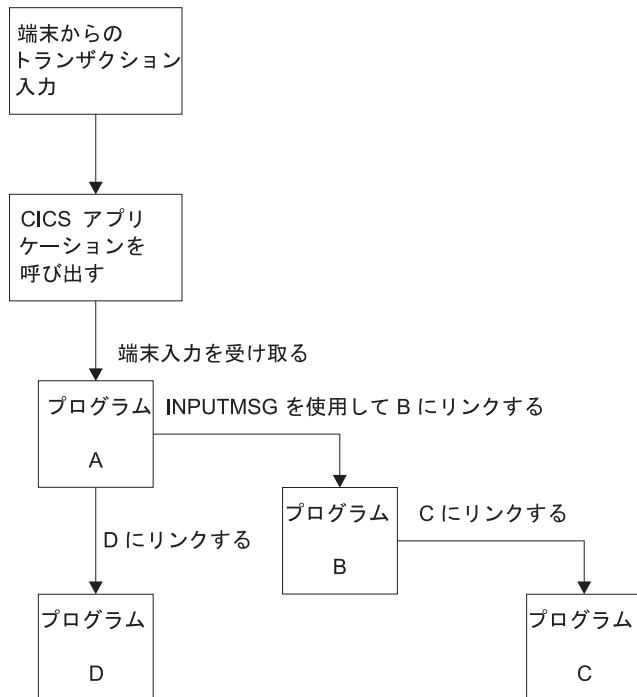 端末からの
トランザクション
入力
CICS アプリ
ケーションを
呼び出す
端末入力を受け取る
プログラム
A
INPUTMSG を使用して B にリンクする
プログラム
B
C にリンクする
D にリンクする
プログラム
D
プログラム
C